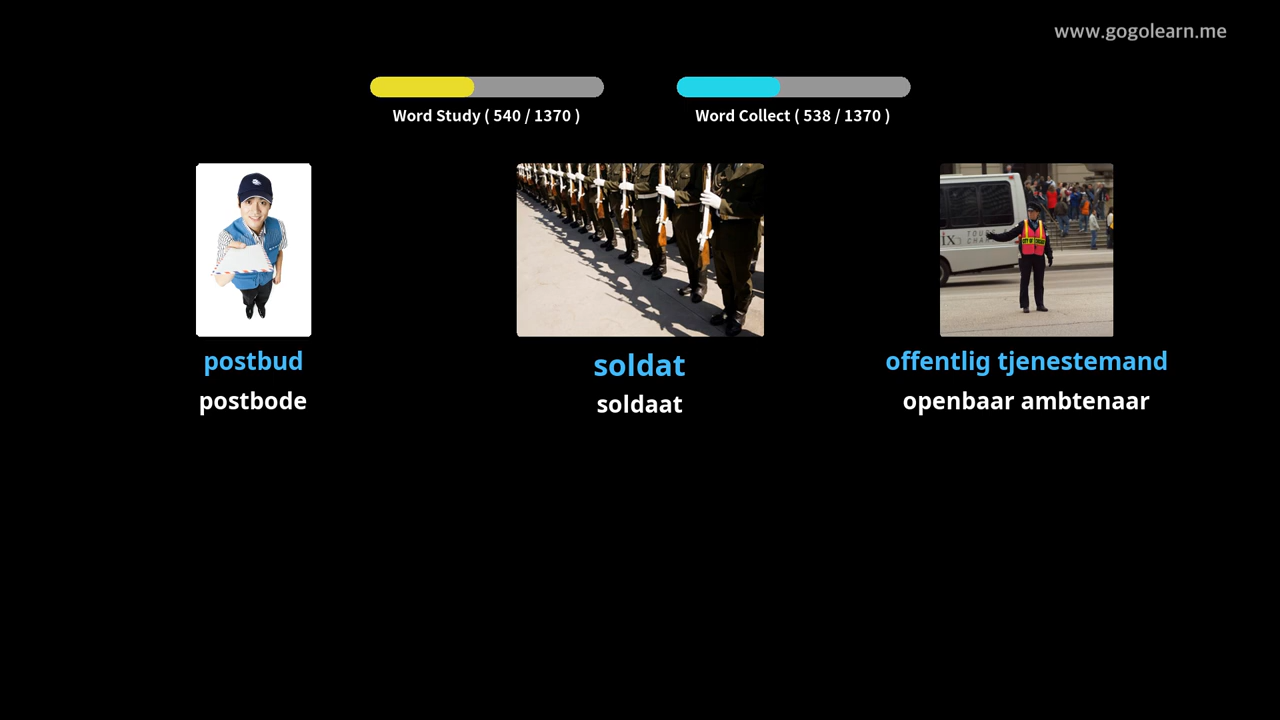 www.gogolearn.me
Word Study ( 540 / 1370 )
Word Collect ( 538 / 1370 )
postbud
postbode
soldat
soldaat
offentlig tjenestemand
openbaar ambtenaar